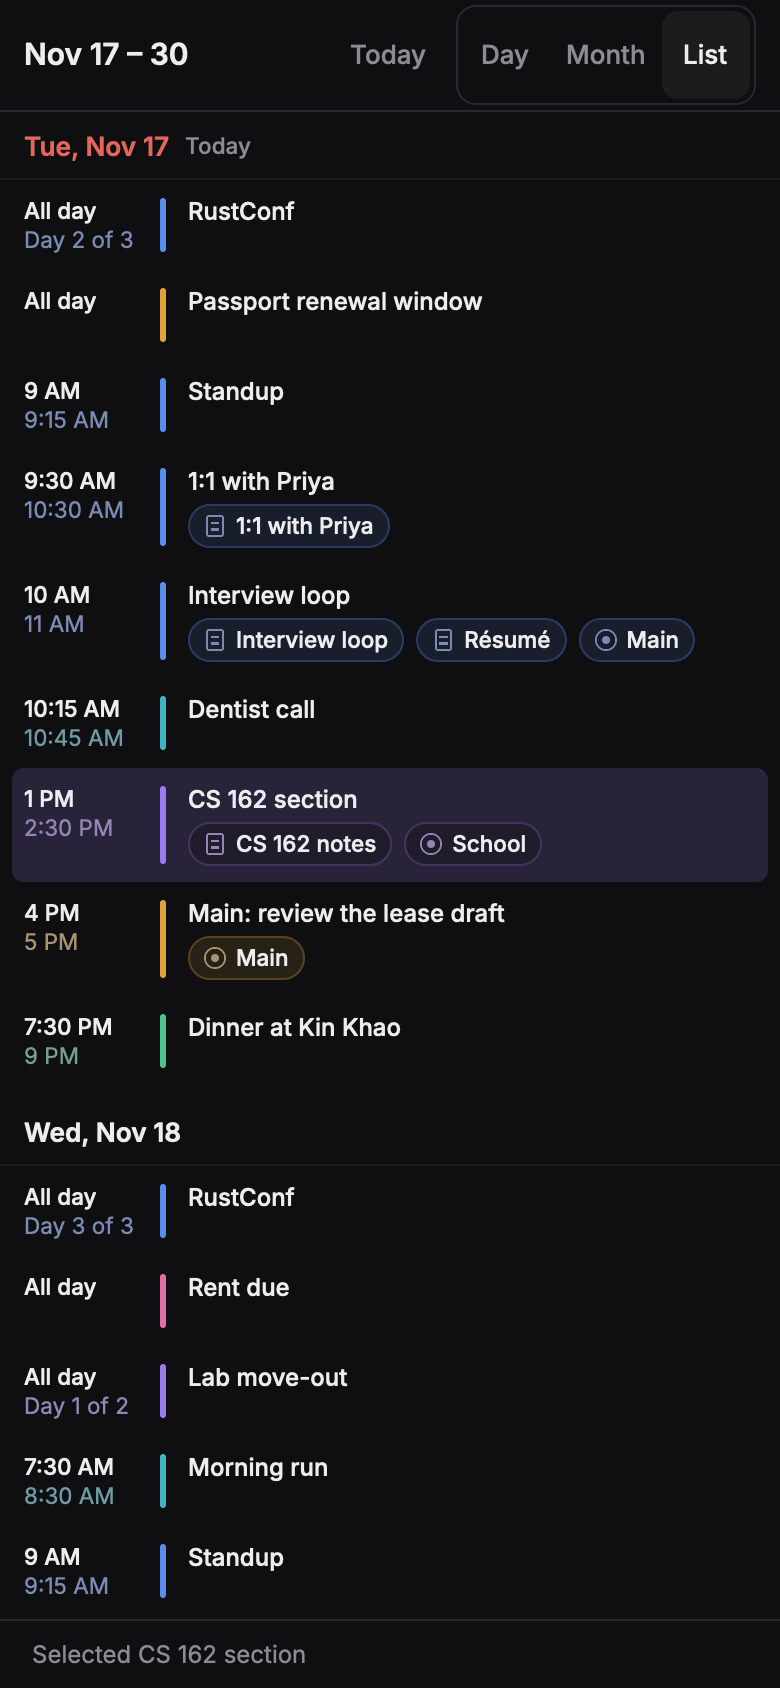 Nov 17 – 30
Today
Day
Month
List
Tue, Nov 17 Today
All day
Day 2 of 3
RustConf
All day
Passport renewal window
9 AM
9:15 AM
Standup
9:30 AM
10:30 AM
1:1 with Priya
1:1 with Priya
10 AM
11 AM
Interview loop
Interview loop
Résumé
Main
10:15 AM
10:45 AM
Dentist call
1 PM
2:30 PM
CS 162 section
CS 162 notes
School
4 PM
5 PM
Main: review the lease draft
Main
7:30 PM
9 PM
Dinner at Kin Khao
Wed, Nov 18
All day
Day 3 of 3
RustConf
All day
Rent due
All day
Day 1 of 2
Lab move-out
7:30 AM
8:30 AM
Morning run
9 AM
9:15 AM
Standup
Selected CS 162 section